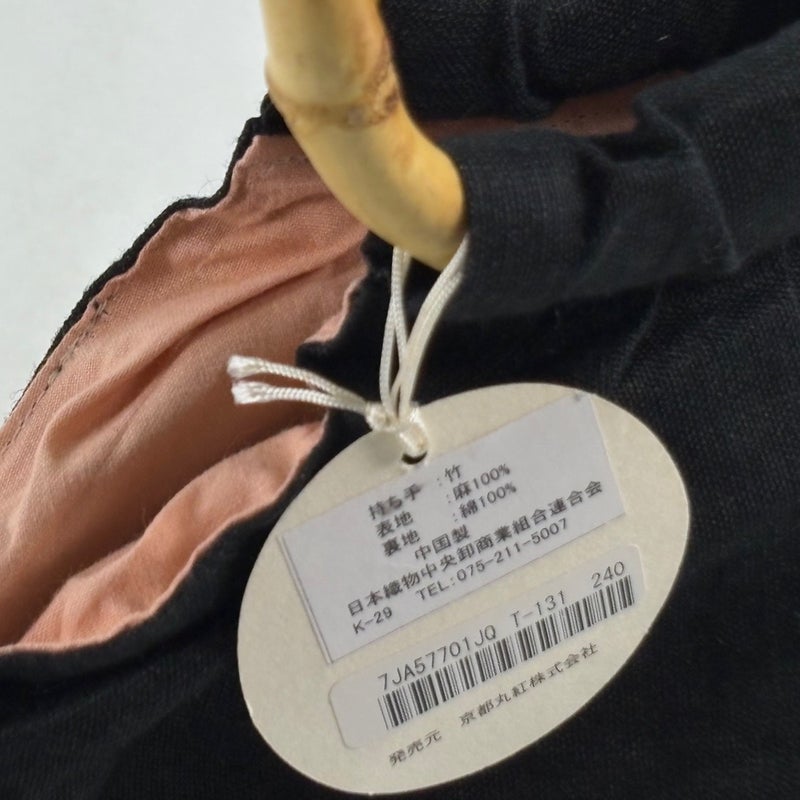 持ち手 :竹
表地 :麻100%
裏地 :綿100%
中国製
日本織物中央卸商業組合連合会
K-29 TEL:075-211-5007
7JA57701JQ T-131 240
発売元 京都丸紅株式会社